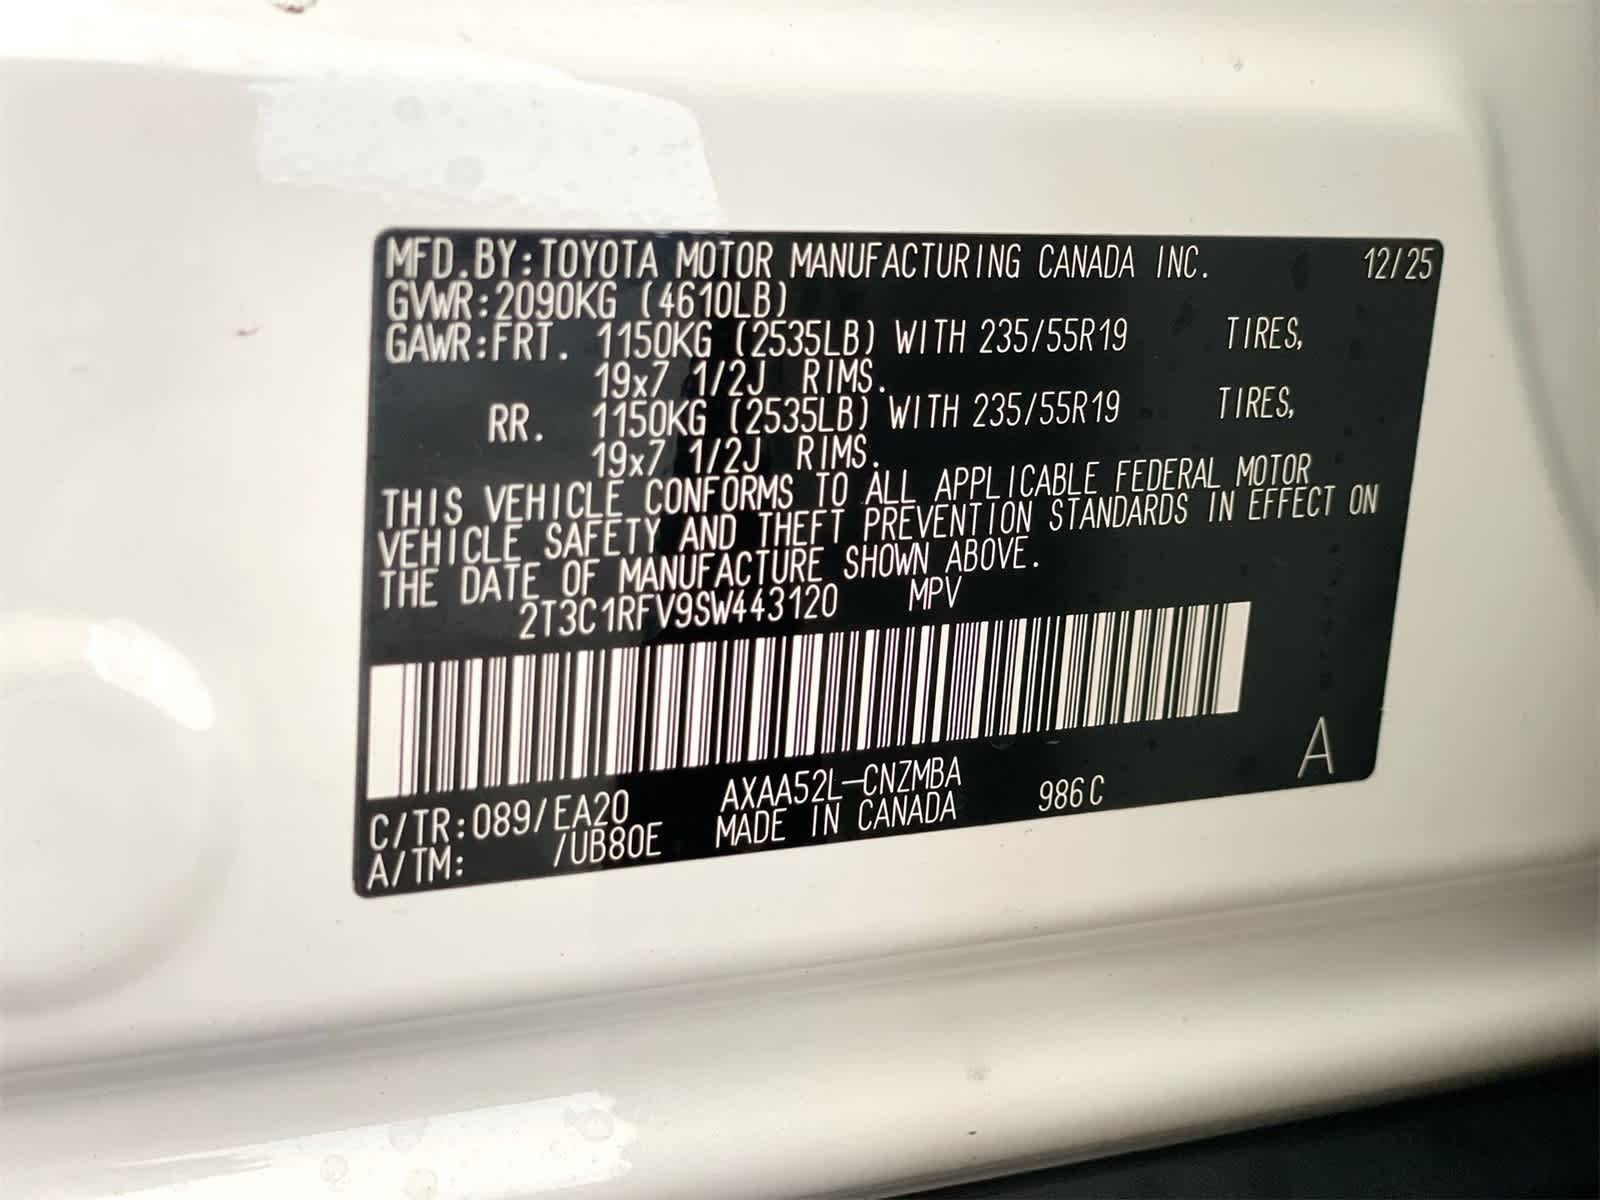 MFD.BY:TOYOTA MOTOR MANUFACTURING CANADA INC. 12/25
GVWR:2090KG (4610LB)
GAWR:FRT. 1150KG (2535LB) WITH 235/55R19 TIRES,
19x7 1/2J RIMS.
RR. 1150KG (2535LB) WITH 235/55R19 TIRES,
19x7 1/2J RIMS.
THIS VEHICLE CONFORMS TO ALL APPLICABLE FEDERAL MOTOR
VEHICLE SAFETY AND THEFT PREVENTION STANDARDS IN EFFECT ON
THE DATE OF MANUFACTURE SHOWN ABOVE.
2T3C1RFV9SW443120 MPV
A
C/TR:089/EA20 AXAA52L-CNZMBA 986C
A/TM: /UB80E MADE IN CANADA